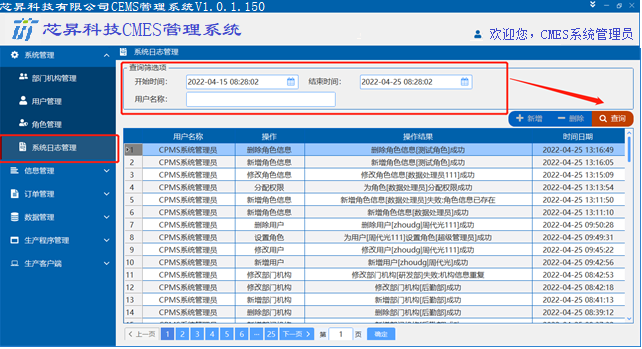 芯昇科技有限公司CEMS管理系统V1.0.1.150
芯昇科技CMES管理系统
欢迎您，CMES系统管理员
系统管理
部门机构管理
用户管理
角色管理
系统日志管理
信息管理
订单管理
数据管理
生产程序管理
生产客户端
系统日志管理
查询筛选项
开始时间： 2022-04-15 08:28:02 结束时间： 2022-04-25 08:28:02
用户名称：
新增 删除 查询
用户名称 操作 操作结果 时间日期
1 CPMS系统管理员 删除角色信息 删除角色信息[测试角色]成功 2022-04-25 13:16:49
2 CPMS系统管理员 新增角色信息 新增角色信息[测试角色]成功 2022-04-25 13:16:05
3 CPMS系统管理员 修改角色信息 修改角色信息[数据处理员111]成功 2022-04-25 13:15:09
4 CPMS系统管理员 分配权限 为角色[数据处理员]分配权限成功 2022-04-25 13:13:54
5 CPMS系统管理员 新增角色信息 新增角色信息[数据处理员]失败:角色信息已存在 2022-04-25 13:11:50
6 CPMS系统管理员 新增角色信息 新增角色信息[数据处理员]成功 2022-04-25 13:11:10
7 CPMS系统管理员 删除用户 删除用户[zhoudg|周代光111]成功 2022-04-25 09:50:28
8 CPMS系统管理员 设置角色 为用户[周代光111]设置角色[超级管理员]成功 2022-04-25 09:49:31
9 CPMS系统管理员 修改用户 修改用户[zhoudg|周代光111]成功 2022-04-25 09:45:22
10 CPMS系统管理员 新增用户 新增用户[zhoudg|周代光]成功 2022-04-25 09:42:56
11 CPMS系统管理员 修改部门机构 修改部门机构[研发部]失败:机构信息重复 2022-04-25 08:42:53
12 CPMS系统管理员 修改部门机构 修改部门机构[后勤部]成功 2022-04-25 08:42:18
13 CPMS系统管理员 新增部门机构 新增部门机构[后勤部]成功 2022-04-25 08:41:13
14 CPMS系统管理员 删除部门机构 删除部门机构[后勤部]成功 2022-04-25 08:39:12
上一页 1 2 3 4 5 6 ··· 25 下一页 第 1 页 确定